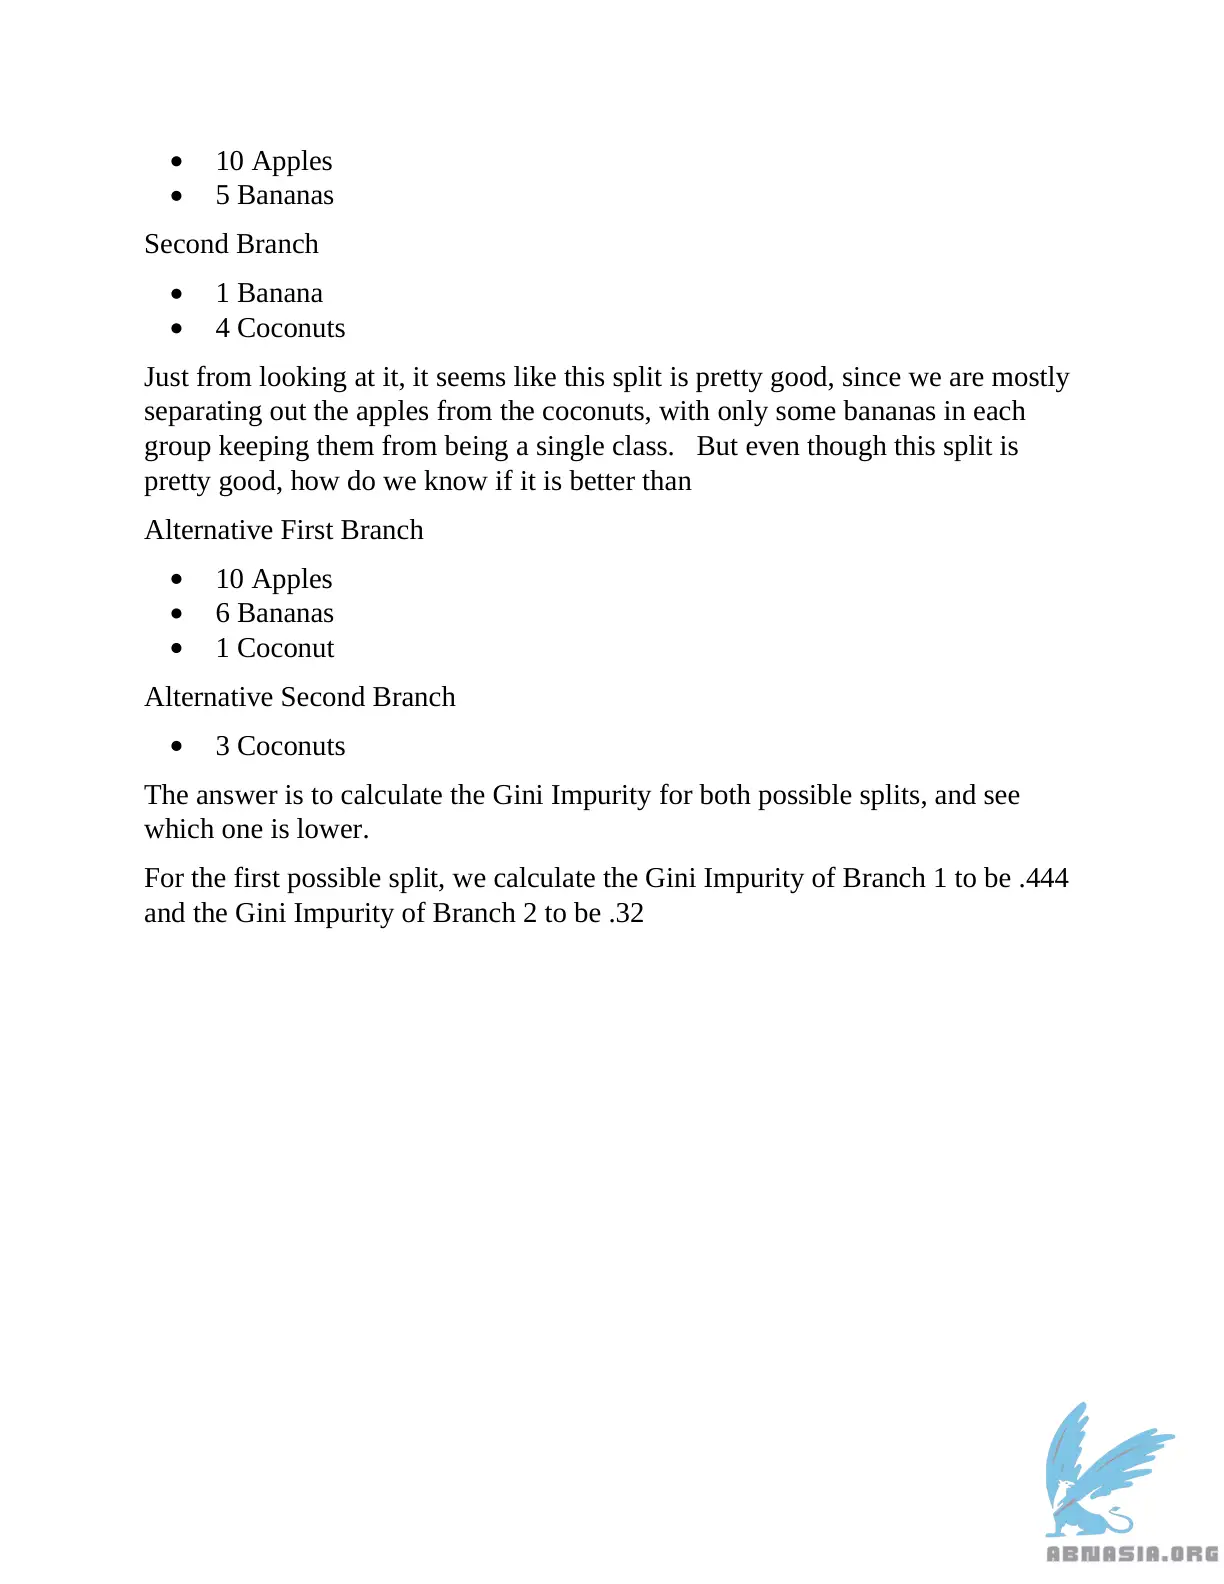 • 10 Apples
• 5 Bananas
Second Branch
• 1 Banana
• 4 Coconuts
Just from looking at it, it seems like this split is pretty good, since we are mostly
separating out the apples from the coconuts, with only some bananas in each
group keeping them from being a single class.   But even though this split is
pretty good, how do we know if it is better than
Alternative First Branch
• 10 Apples
• 6 Bananas
• 1 Coconut
Alternative Second Branch
• 3 Coconuts
The answer is to calculate the Gini Impurity for both possible splits, and see
which one is lower.
For the first possible split, we calculate the Gini Impurity of Branch 1 to be .444
and the Gini Impurity of Branch 2 to be .32
ABNASIA.ORG